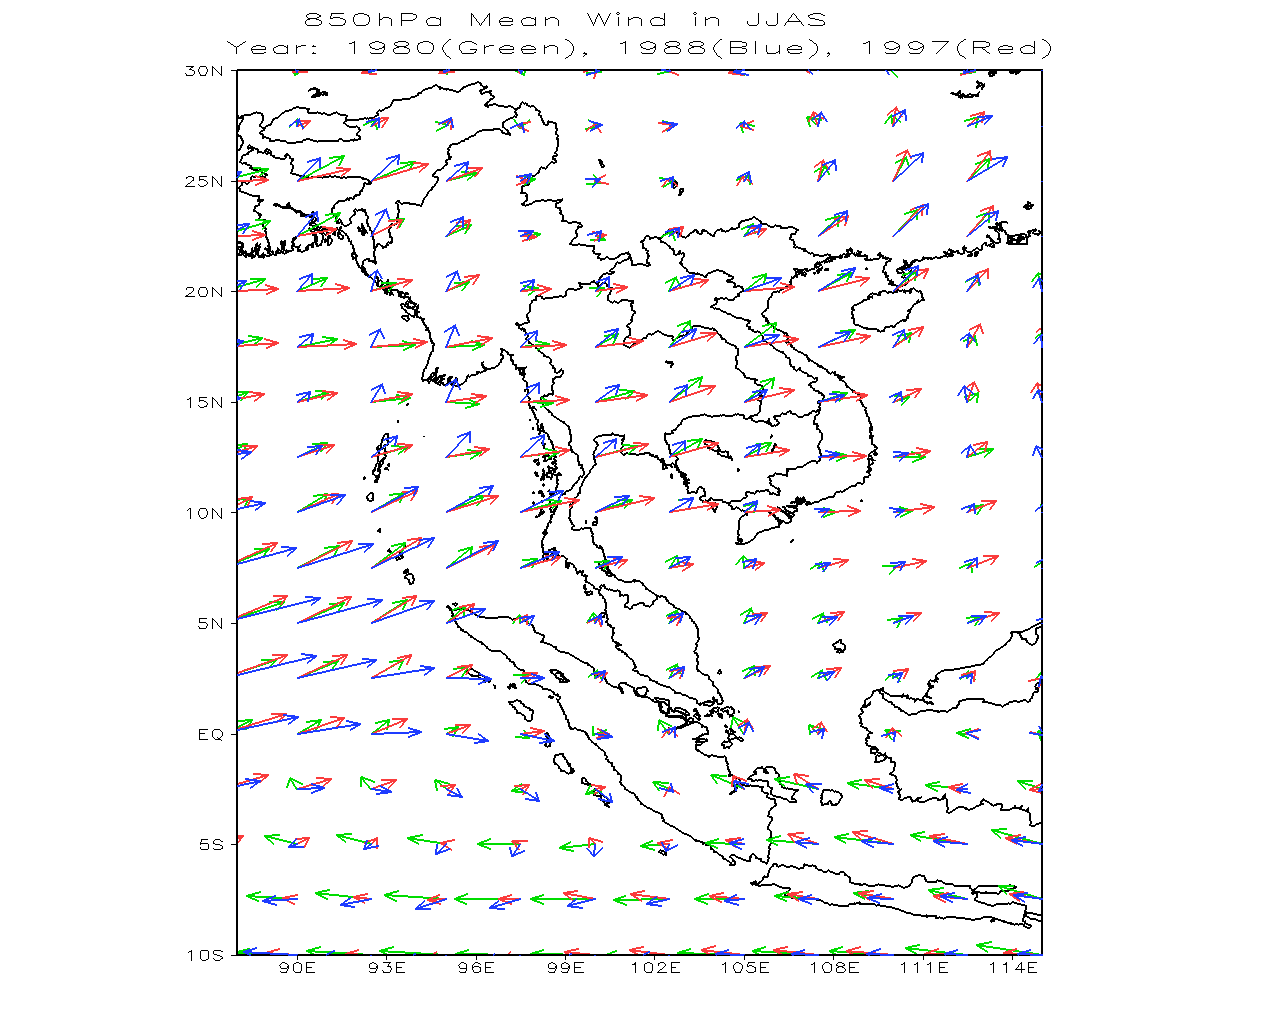 850hPa Mean Wind in JJAS
Year: 1980(Green), 1988(Blue), 1997(Red)
30N
25N
20N
15N
10N
5N
EQ
5S
10S
90E 93E 96E 99E 102E 105E 108E 111E 114E